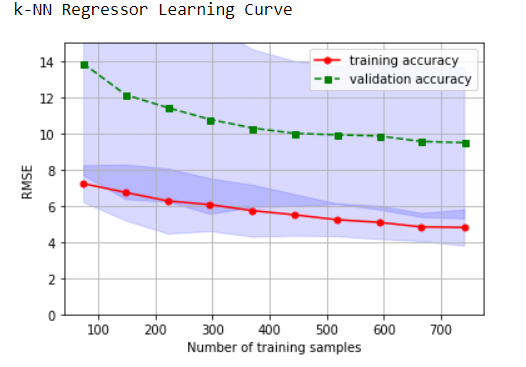 k-NN Regressor Learning Curve
training accuracy
validation accuracy
14
12
10
8
6
4
2
0
RMSE
100 200 300 400 500 600 700
Number of training samples